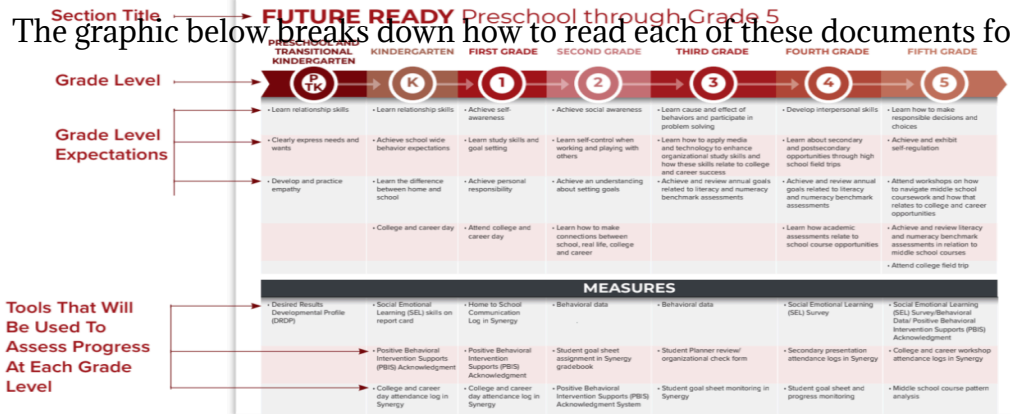 Section Title
FUTURE READY Preschool through Grade 5
The graphic below breaks down how to read each of these documents fo
PRESCHOOL AND
TRANSITIONAL
KINDERGARTEN
KINDERGARTEN
FIRST GRADE
SECOND GRADE
THIRD GRADE
FOURTH GRADE
FIFTH GRADE
Grade Level
P
TK
K
1
2
3
4
5
Grade Level
Expectations
• Learn relationship skills
• Learn relationship skills
• Achieve self-
awareness
• Achieve social awareness
• Learn cause and effect of
behaviors and participate in
problem solving
• Develop interpersonal skills
• Learn how to make
responsible decisions and
choices
• Clearly express needs and
wants
• Achieve school wide
behavior expectations
• Learn study skills and
goal setting
• Learn self-control when
working and playing with
others
• Learn how to apply media
and technology to enhance
organizational study skills and
how these skills relate to college
and career success
• Learn about secondary
and postsecondary
opportunities through high
school field trips
• Achieve and exhibit
self-regulation
• Develop and practice
empathy
• Learn the difference
between home and
school
• Achieve personal
responsibility
• Achieve an understanding
about setting goals
• Achieve and review annual goals
related to literacy and numeracy
benchmark assessments
• Achieve and review annual
goals related to literacy
and numeracy benchmark
assessments
• Attend workshops on how
to navigate middle school
coursework and how that
relates to college and career
opportunities
• College and career day
• Attend college and
career day
• Learn how to make
connections between
school, real life, college
and career
• Learn how academic
assessments relate to
school course opportunities
• Achieve and review literacy
and numeracy benchmark
assessments in relation to
middle school courses
• Attend college field trip
MEASURES
Tools That Will
Be Used To
Assess Progress
At Each Grade
Level
• Desired Results
Developmental Profile
(DRDP)
• Social Emotional
Learning (SEL) skills on
report card
• Home to School
Communication
Log in Synergy
• Behavioral data
• Behavioral data
• Social Emotional Learning
(SEL) Survey
• Social Emotional Learning
(SEL) Survey/Behavioral
Data/ Positive Behavioral
Intervention Supports (PBIS)
Acknowledgment
• Positive Behavioral
Intervention Supports
(PBIS) Acknowledgment
• Positive Behavioral
Intervention
Supports (PBIS)
Acknowledgment
• Student goal sheet
assignment in Synergy
gradebook
• Student Planner review/
organizational check form
• Secondary presentation
attendance logs in Synergy
• College and career workshop
attendance logs in Synergy
• College and career
day attendance log in
Synergy
• College and career
day attendance log in
Synergy
• Positive Behavioral
Intervention Supports (PBIS)
Acknowledgment System
• Student goal sheet monitoring in
Synergy
• Student goal sheet and
progress monitoring
• Middle school course pattern
analysis